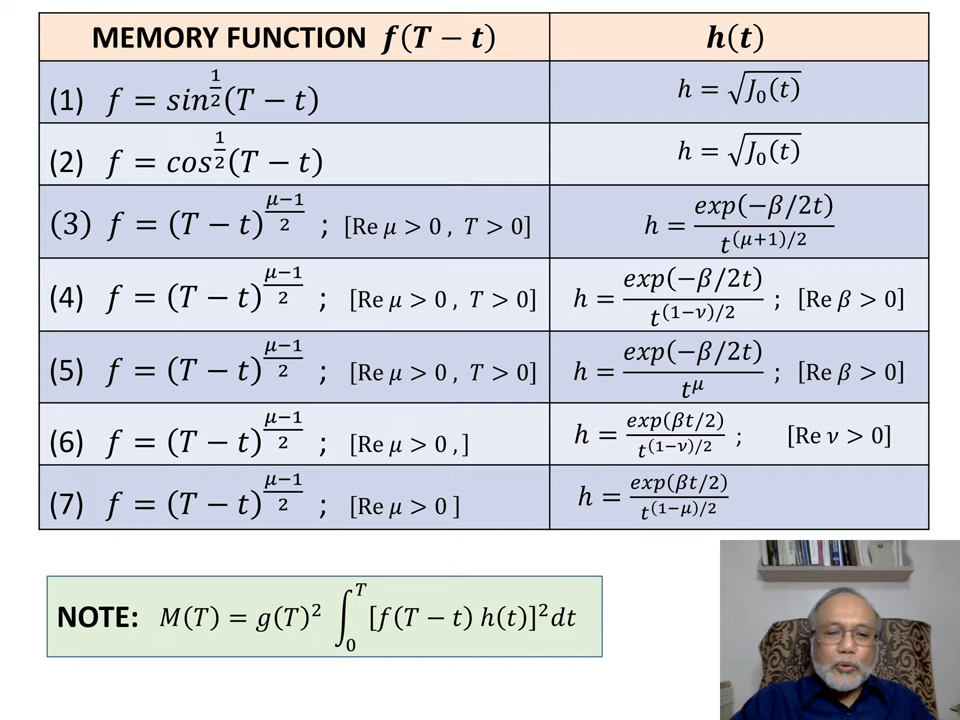 MEMORY FUNCTION f(T − t) h(t)
(1) f = sin^{1/2}(T − t) h = √J₀(t)
(2) f = cos^{1/2}(T − t) h = √J₀(t)
(3) f = (T − t)^{(μ−1)/2} ; [Re μ > 0 , T > 0] h = exp(−β/2t) / t^{(μ+1)/2}
(4) f = (T − t)^{(μ−1)/2} ; [Re μ > 0 , T > 0] h = exp(−β/2t) / t^{(1−ν)/2} ; [Re β > 0]
(5) f = (T − t)^{(μ−1)/2} ; [Re μ > 0 , T > 0] h = exp(−β/2t) / t^μ ; [Re β > 0]
(6) f = (T − t)^{(μ−1)/2} ; [Re μ > 0 ,] h = exp(βt/2) / t^{(1−ν)/2} ; [Re ν > 0]
(7) f = (T − t)^{(μ−1)/2} ; [Re μ > 0 ] h = exp(βt/2) / t^{(1−μ)/2}
NOTE: M(T) = g(T)² ∫₀ᵀ [f(T − t) h(t)]² dt